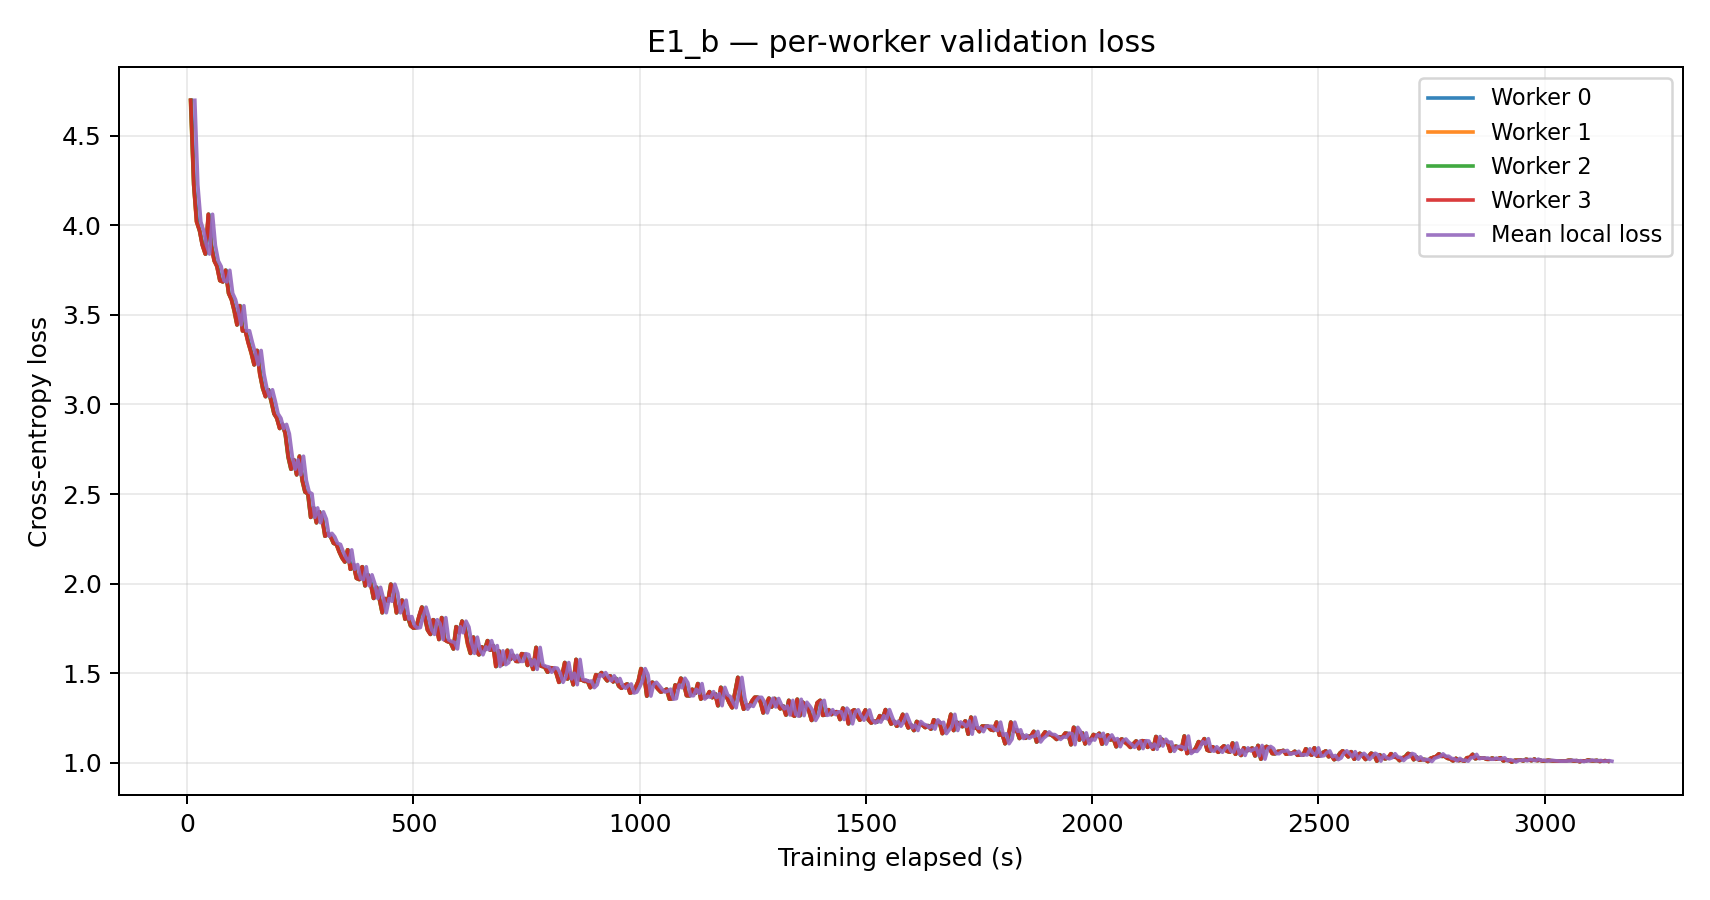 E1_b — per-worker validation loss
Worker 0
Worker 1
Worker 2
Worker 3
Mean local loss
Cross-entropy loss
4.5
4.0
3.5
3.0
2.5
2.0
1.5
1.0
0
500
1000
1500
2000
2500
3000
Training elapsed (s)